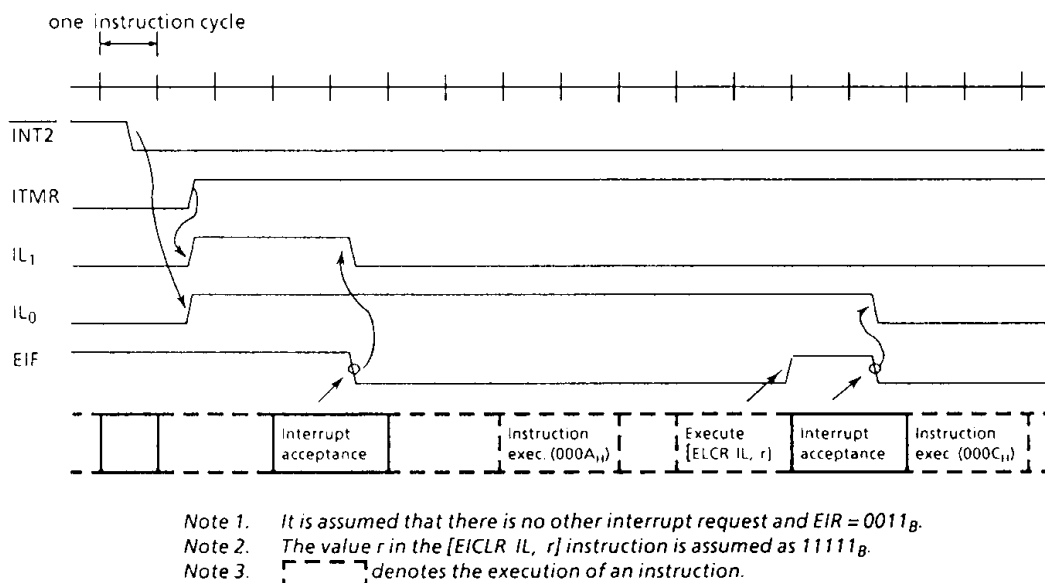 one instruction cycle
INT2
ITMR
IL1
IL0
EIF
Interrupt
acceptance
Instruction
exec. (000AH)
Execute
[ELCR IL, r)
Interrupt
acceptance
Instruction
exec (000CH)
Note 1. It is assumed that there is no other interrupt request and EIR = 0011B.
Note 2. The value r in the [EICLR IL, r] instruction is assumed as 11111B.
Note 3. denotes the execution of an instruction.